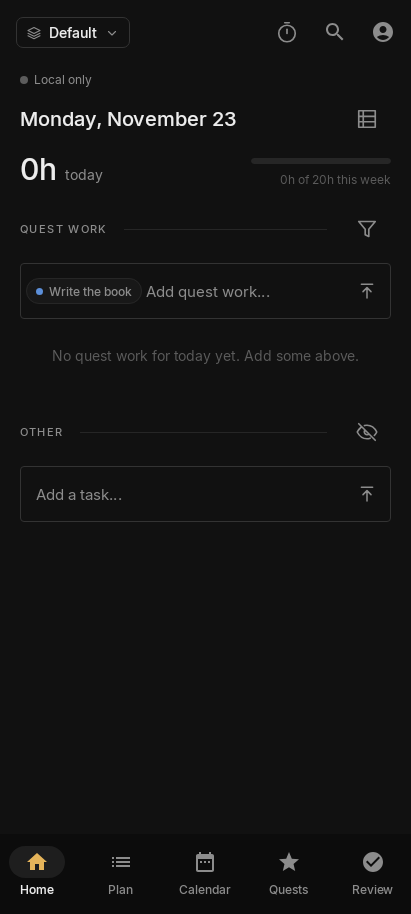 Default
Local only
Monday, November 23
0h today
0h of 20h this week
QUEST WORK
Write the book Add quest work...
No quest work for today yet. Add some above.
OTHER
Add a task...
Home Plan Calendar Quests Review